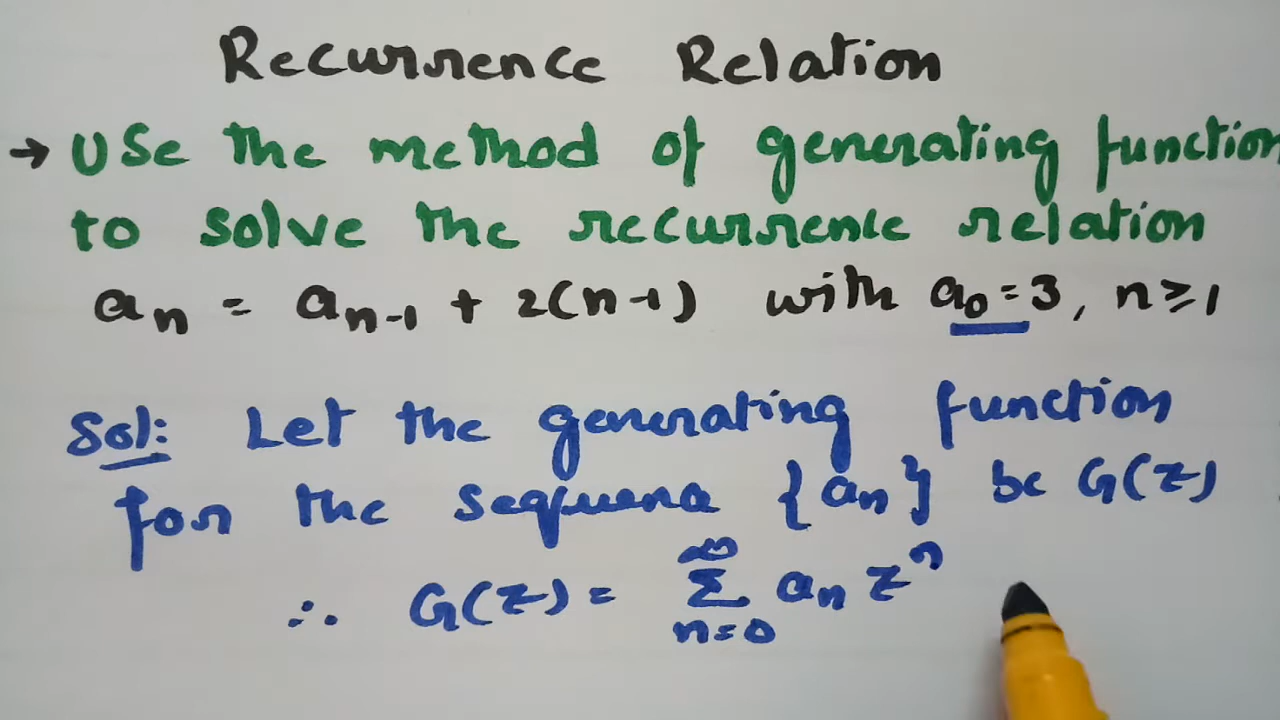 Recurrence Relation
→ Use the method of generating function
to solve the recurrence relation
aₙ = aₙ₋₁ + 2(n-1) with a₀ = 3, n ≥ 1
Sol: Let the generating function
for the sequence {aₙ} be G(z)
∴ G(z) = ∞∑n=0 aₙ zⁿ